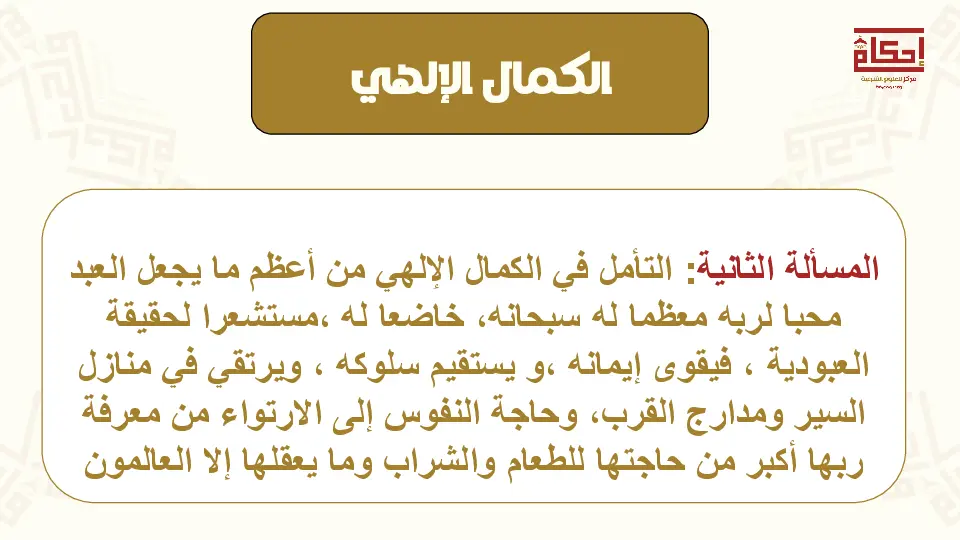 إحكام
مركز للعلوم الشرعية
الكمال الإلهي
المسألة الثانية: التأمل في الكمال الإلهي من أعظم ما يجعل العبد
محبا لربه معظما له سبحانه، خاضعا له ،مستشعرا لحقيقة
العبودية ، فيقوى إيمانه ،و يستقيم سلوكه ، ويرتقي في منازل
السير ومدارج القرب، وحاجة النفوس إلى الارتواء من معرفة
ربها أكبر من حاجتها للطعام والشراب وما يعقلها إلا العالمون